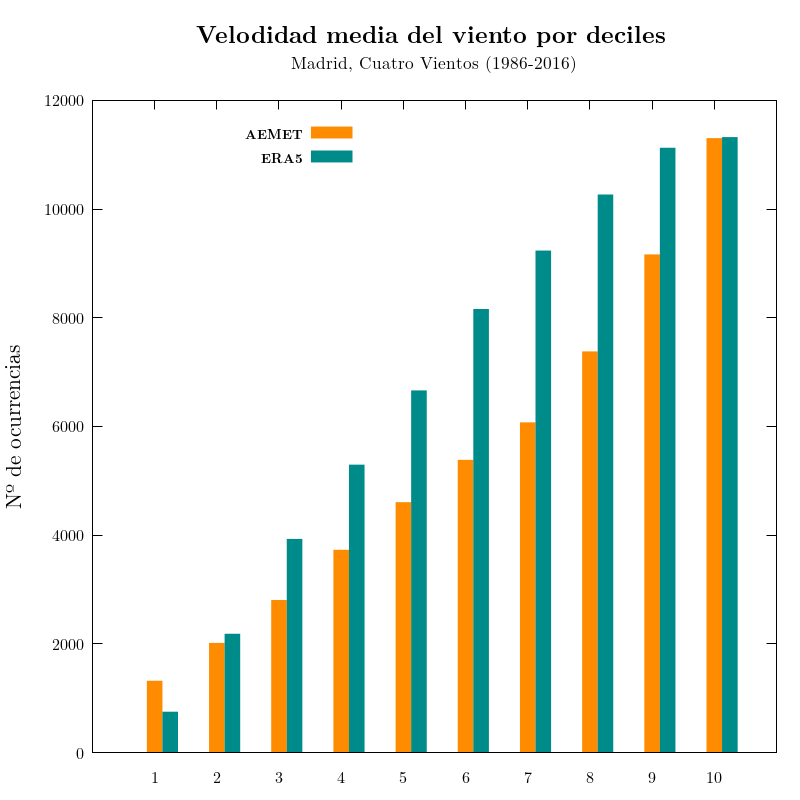 Velodidad media del viento por deciles
Madrid, Cuatro Vientos (1986-2016)
12000
AEMET
ERA5
10000
8000
6000
4000
2000
0
Nº de ocurrencias
1 2 3 4 5 6 7 8 9 10